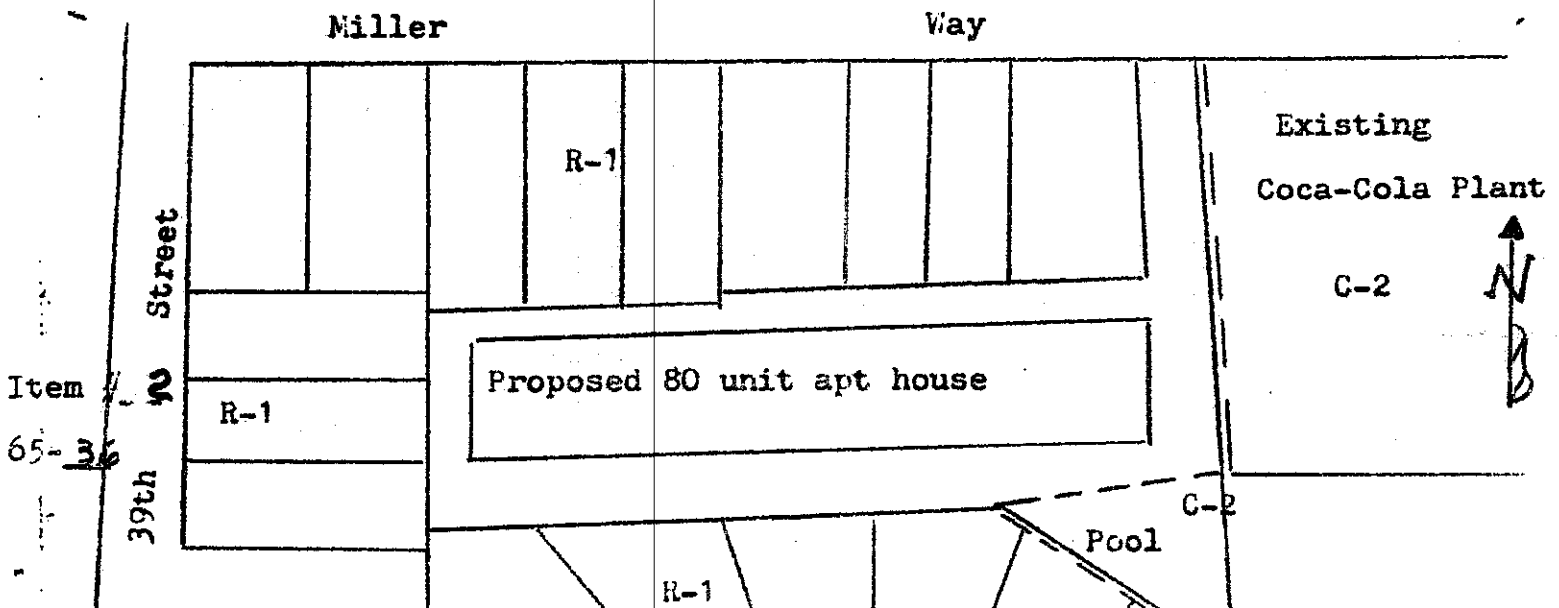 Miller Way
Existing
R-1
Coca-Cola Plant
39th Street
C-2
N
Proposed 80 unit apt house
Item #
R-1
65-36
C-2
Pool
R-1